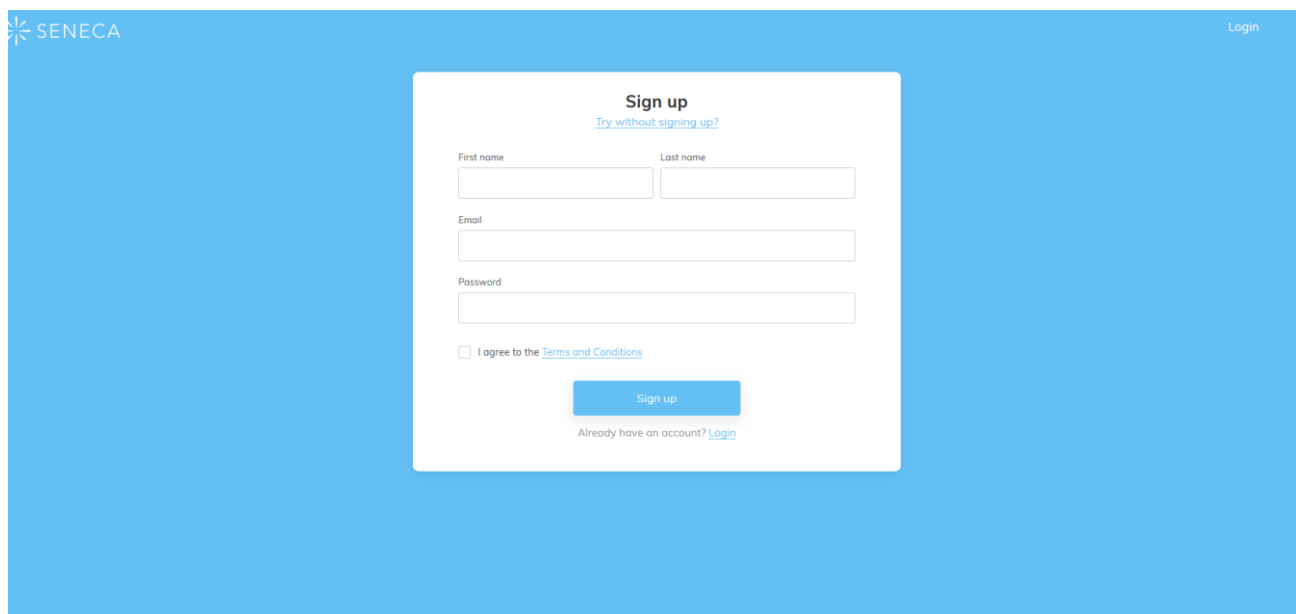 SENECA
Login
Sign up
Try without signing up?
First name Last name
Email
Password
I agree to the Terms and Conditions
Sign up
Already have an account? Login